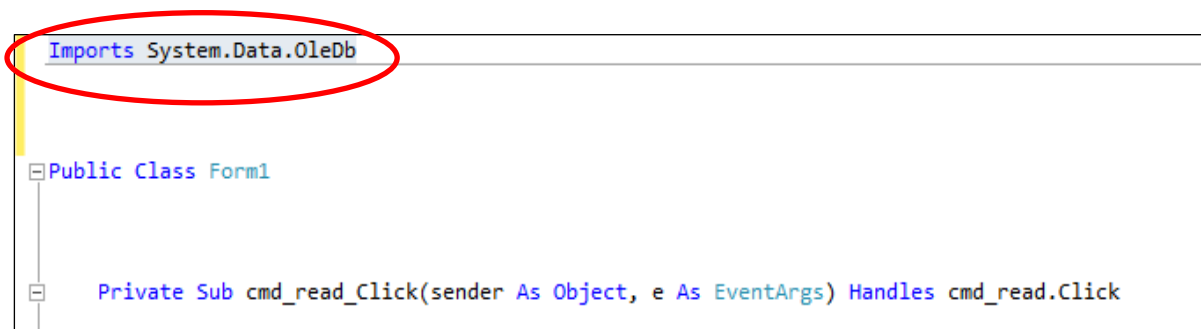 Imports System.Data.OleDb
Public Class Form1
Private Sub cmd_read_Click(sender As Object, e As EventArgs) Handles cmd_read.Click